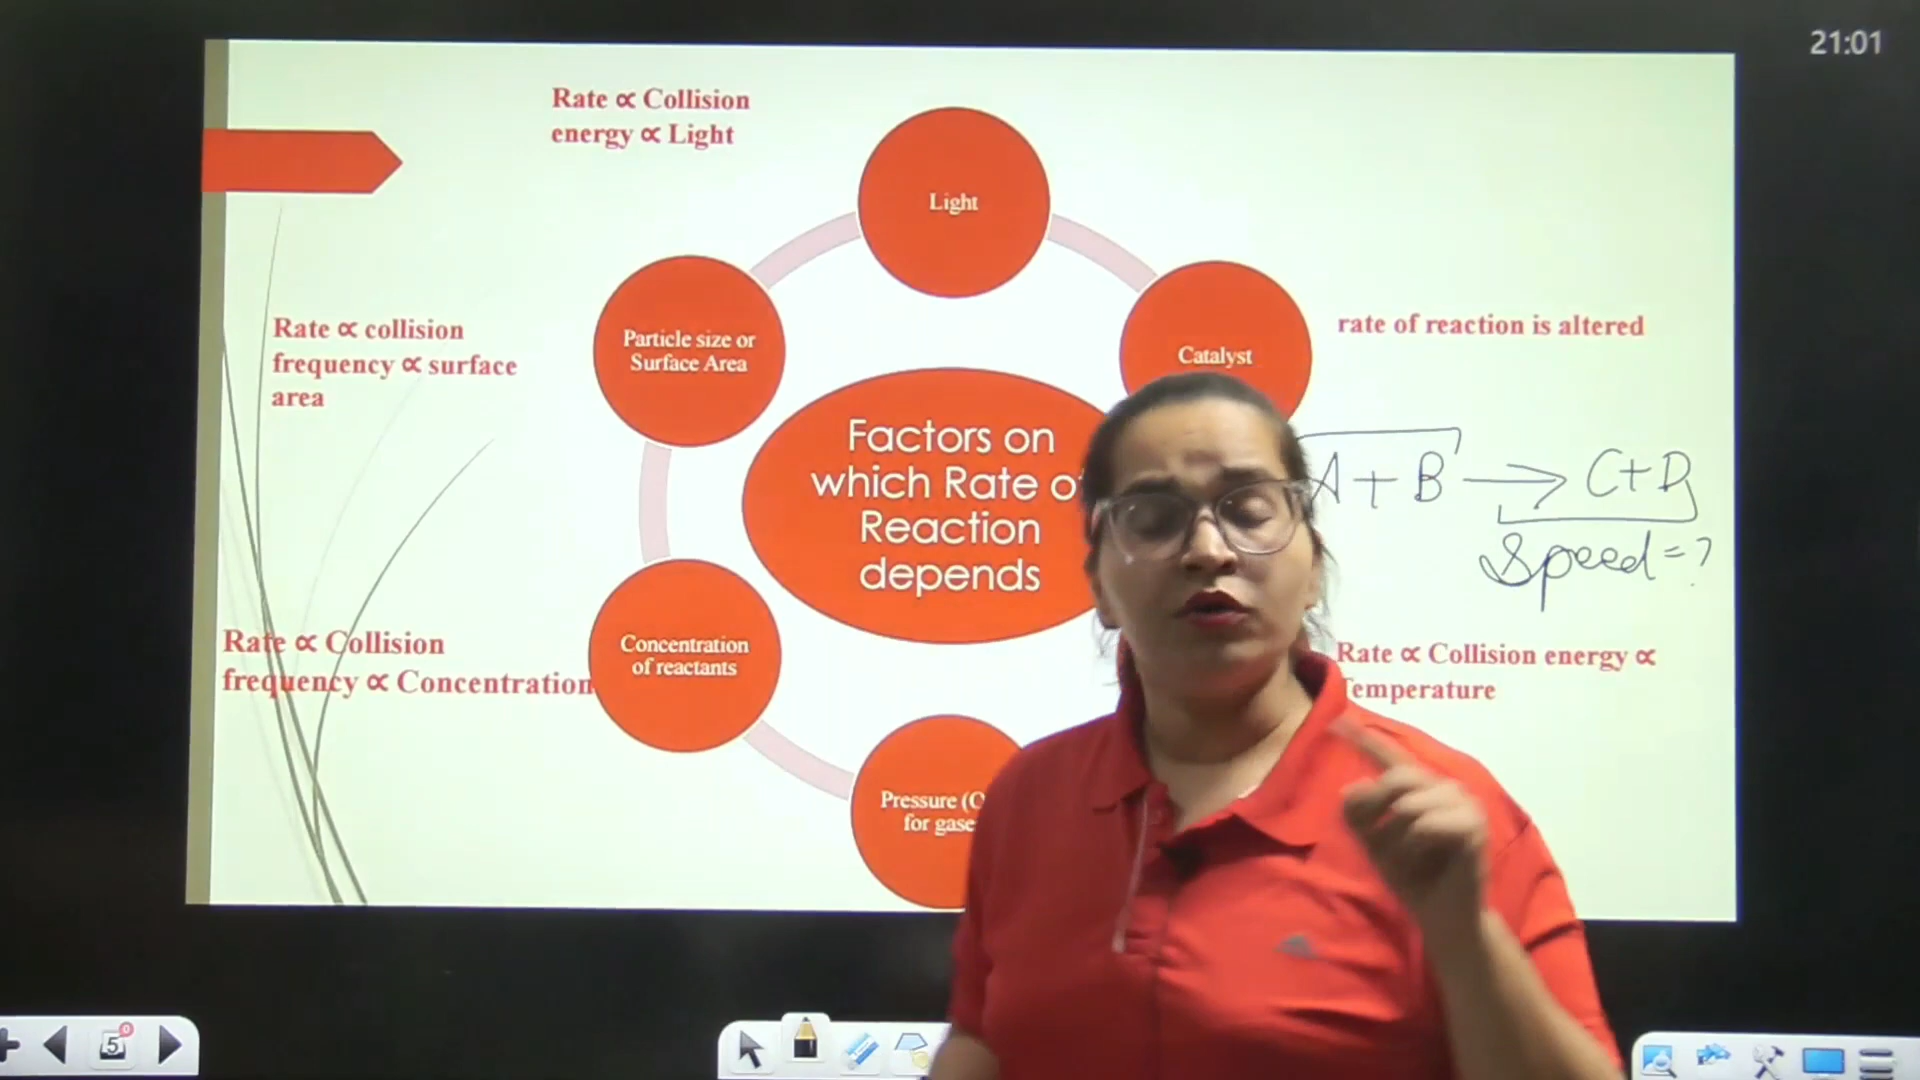 21:01
Rate ∝ Collision
energy ∝ Light
Light
Particle size or
Surface Area
Catalyst
rate of reaction is altered
Rate ∝ collision
frequency ∝ surface
area
Factors on
which Rate
Reaction
depends
A + B → C + D
Speed = ?
Concentration
of reactants
Rate ∝ Collision
frequency ∝ Concentration
Rate ∝ Collision energy ∝
Temperature
Pressure
for
5
0